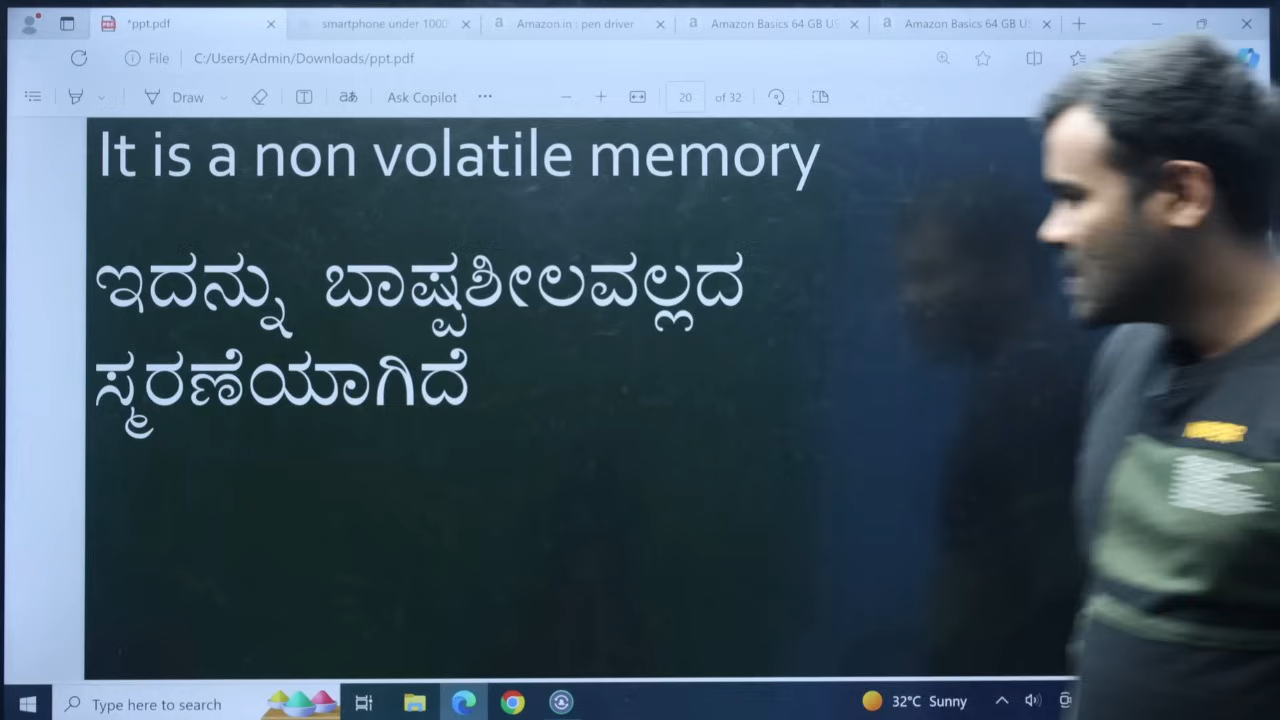 *ppt.pdf
smartphone under 1000
Amazon.in : pen driver
Amazon Basics 64 GB U
Amazon Basics 64 GB U
File
C:/Users/Admin/Downloads/ppt.pdf
Draw
aあ
Ask Copilot
20 of 32
It is a non volatile memory
ಇದನ್ನು ಬಾಷ್ಪಶೀಲವಲ್ಲದ
ಸ್ಮರಣೆಯಾಗಿದೆ
Type here to search
32°C Sunny